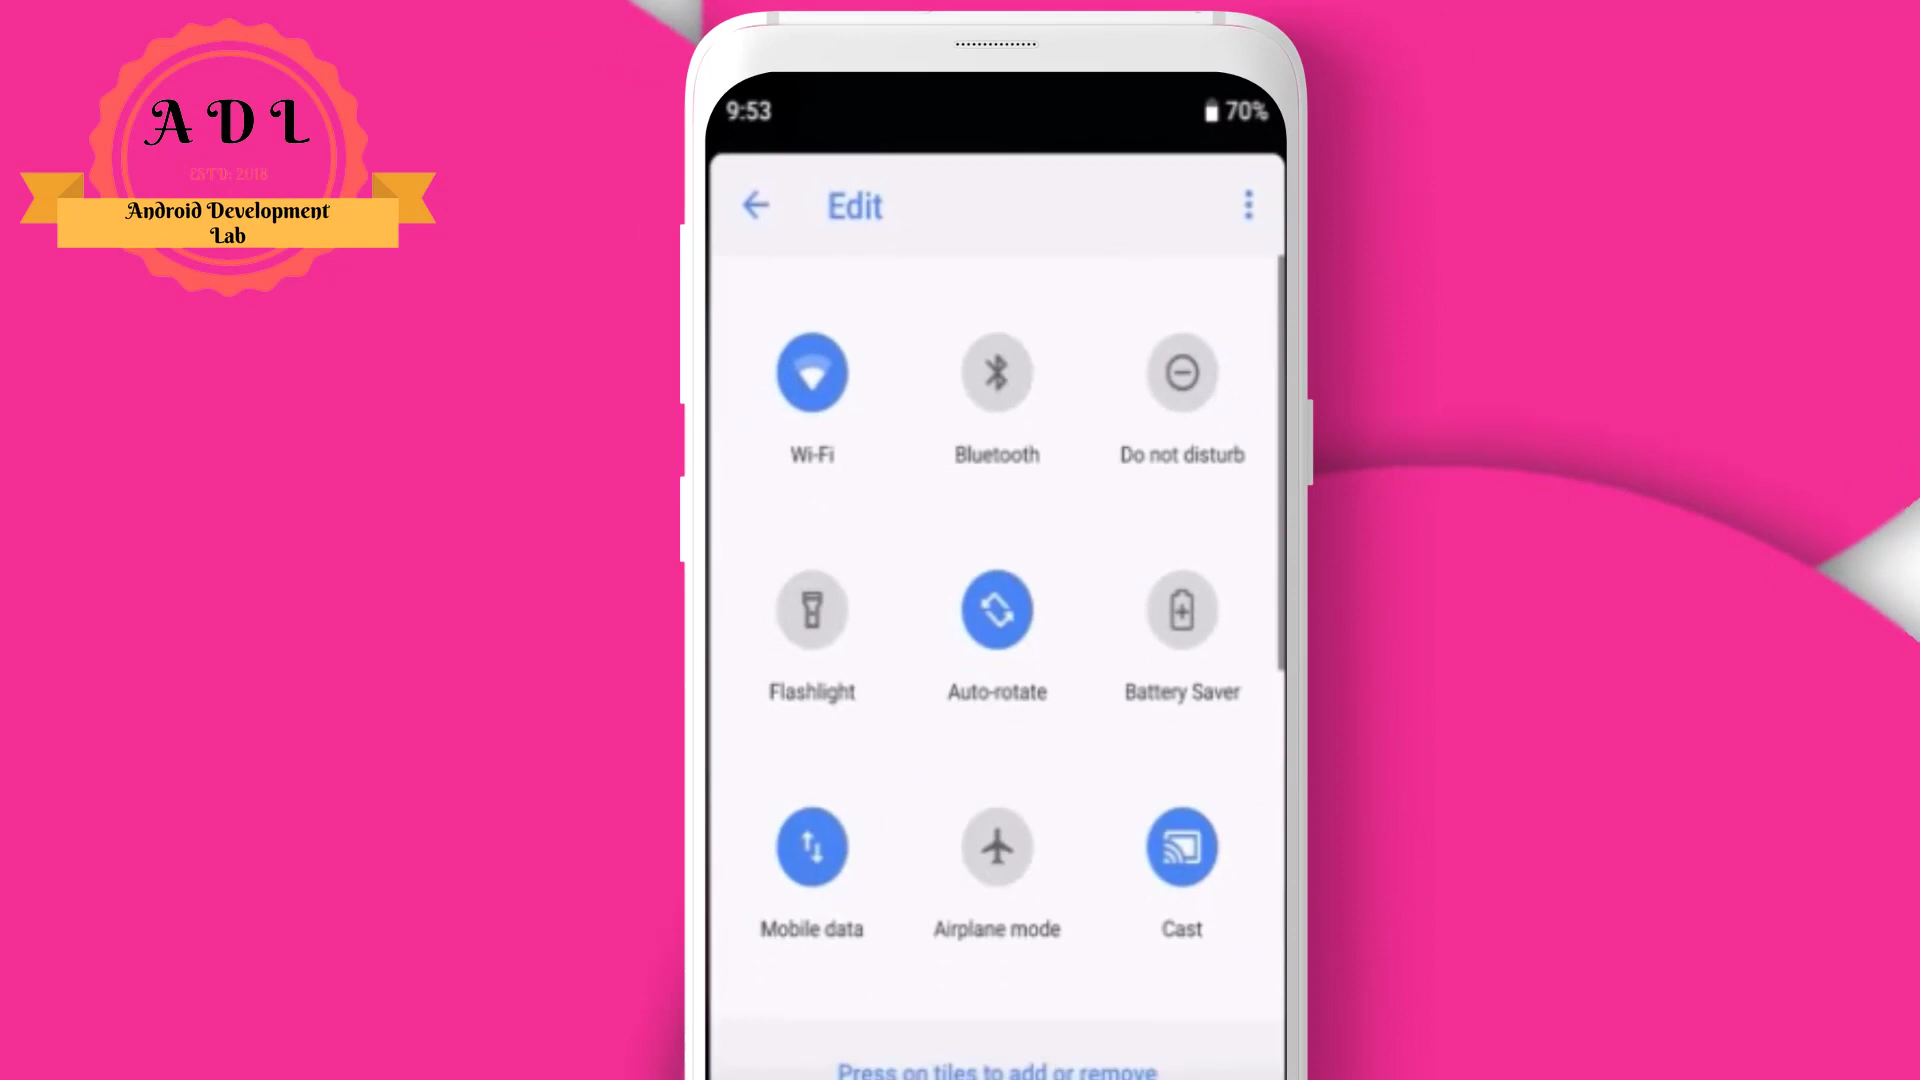 A D L
ESTD: 2018
Android Development
Lab
9:53
70%
Edit
Wi-Fi
Bluetooth
Do not disturb
Flashlight
Auto-rotate
Battery Saver
Mobile data
Airplane mode
Cast
Press on tiles to add or remove